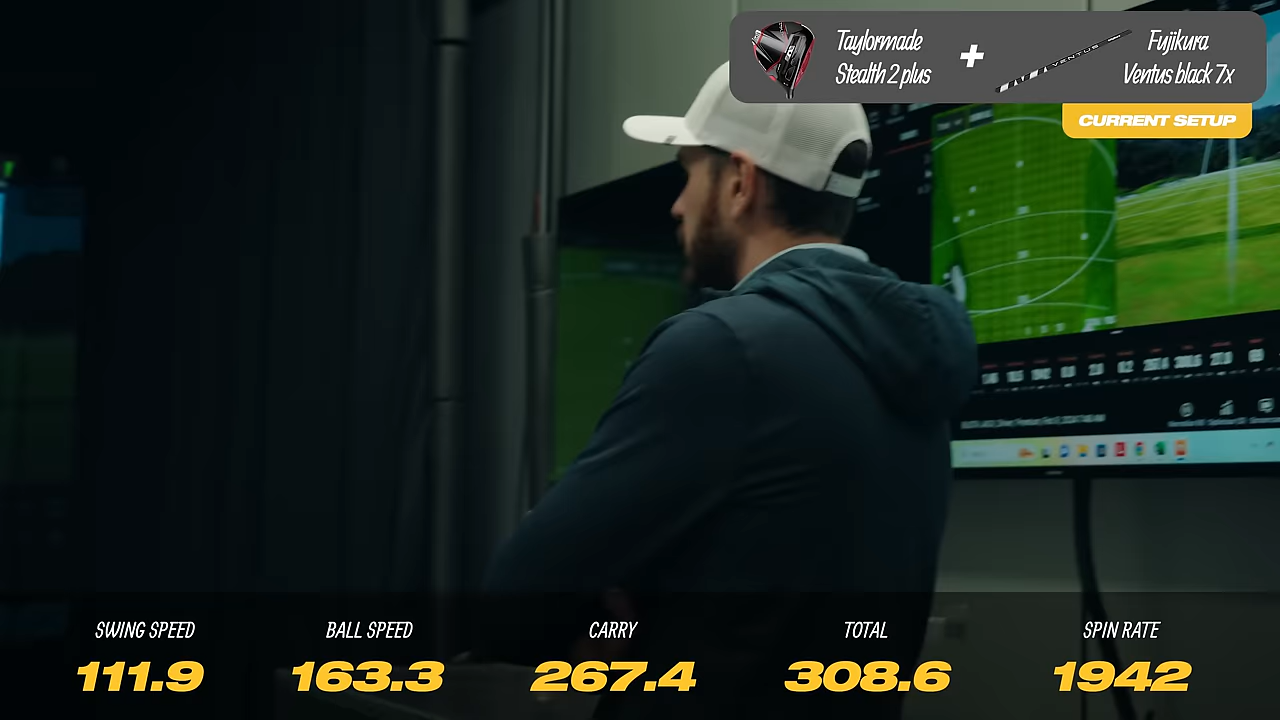 Taylormade
Stealth 2 plus
+
Fujikura
Ventus black 7x
VENTUS
CURRENT SETUP
SWING SPEED
BALL SPEED
CARRY
TOTAL
SPIN RATE
111.9
163.3
267.4
308.6
1942